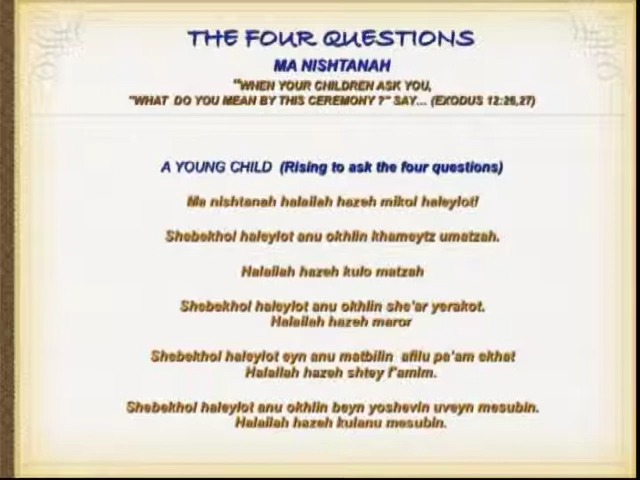 THE FOUR QUESTIONS
MA NISHTANAH
"WHEN YOUR CHILDREN ASK YOU,
"WHAT DO YOU MEAN BY THIS CEREMONY?" SAY... (EXODUS 12:26,27)
A YOUNG CHILD (Rising to ask the four questions)
Ma nishtanah halailah hazeh mikol haleylot!
Shebekhol haleylot anu okhlin khameytz umatzah.
Halailah hazeh kulo matzah
Shebekhol haleylot anu okhlin she'ar yerakot.
Halailah hazeh maror
Shebekhol haleylot eyn anu matbilin afilu pa'am ekhat
Halailah hazeh shtey f'amim.
Shebekhol haleylot anu okhlin beyn yoshevin uveyn mesubin.
Halailah hazeh kulanu mesubin.